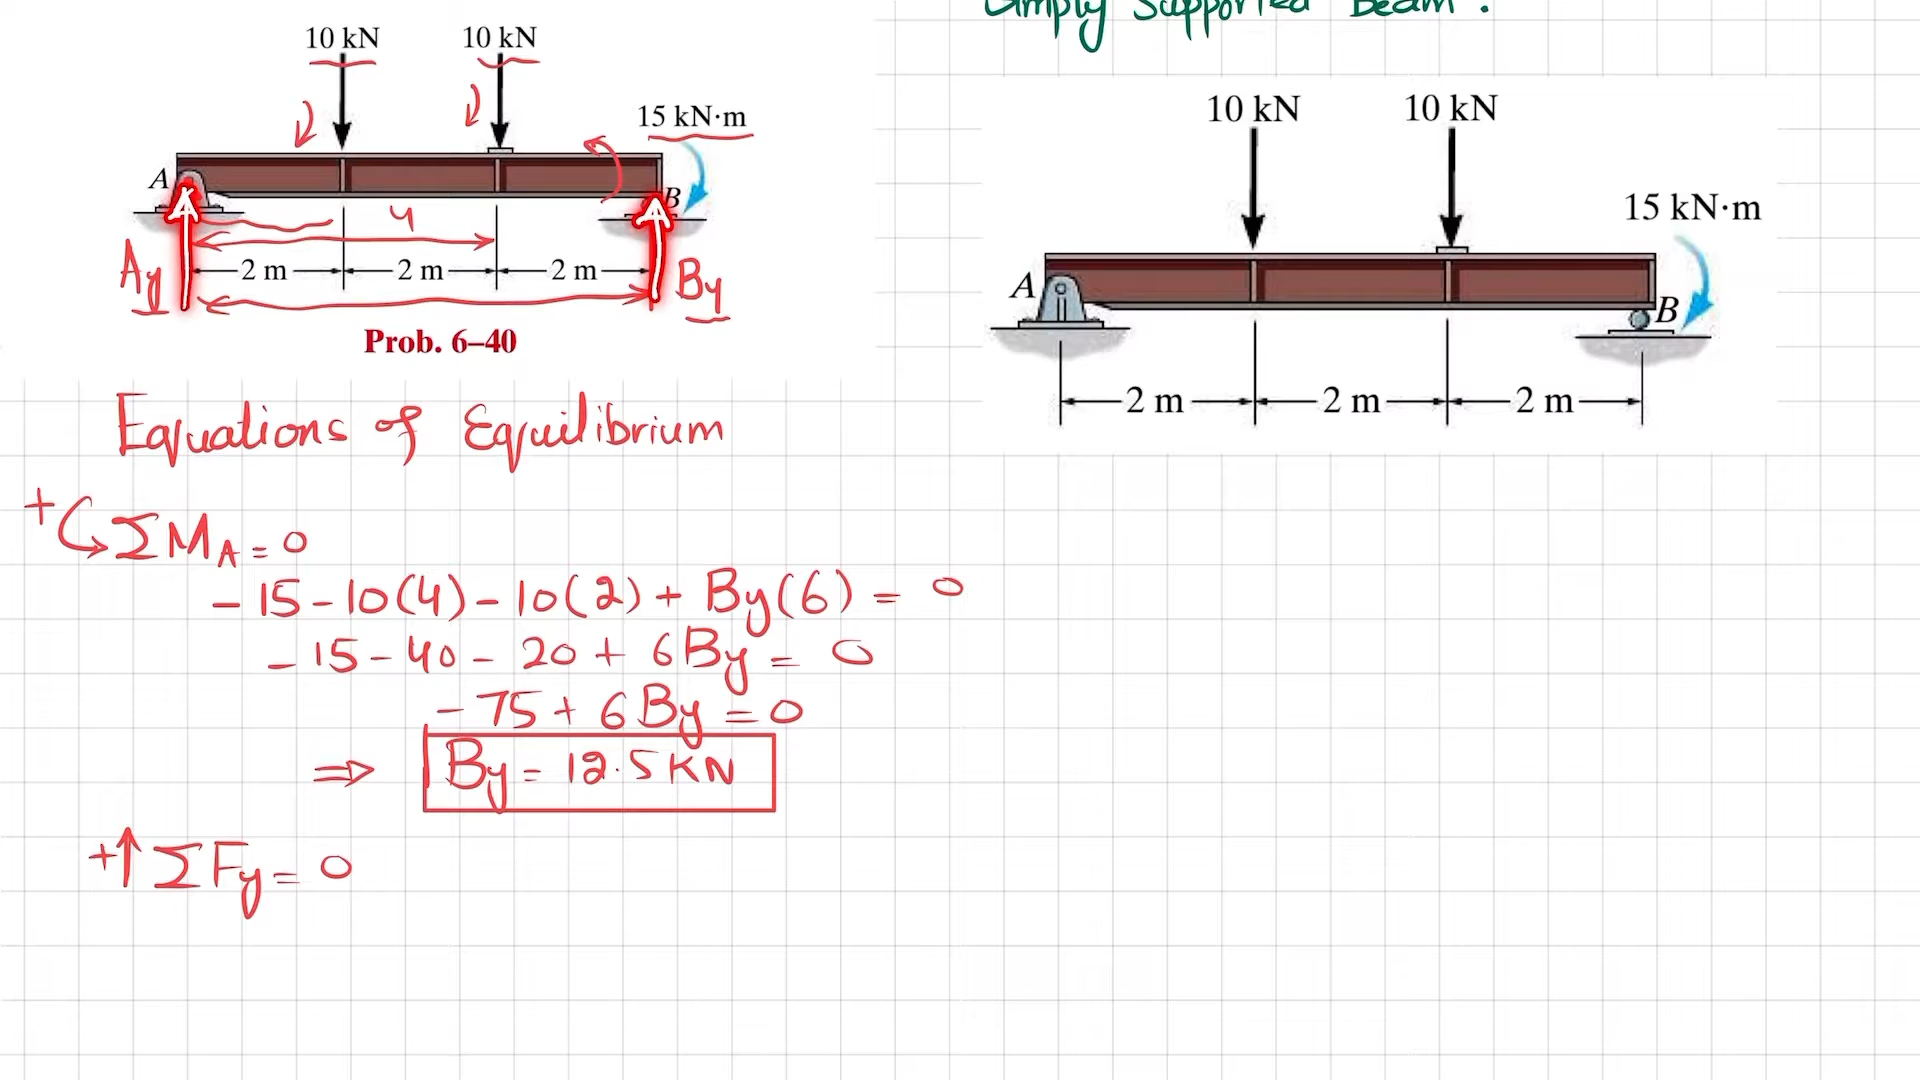 Simply Supported Beam :
10 kN 10 kN
15 kN·m
A
B
4
Ay
2 m 2 m 2 m
By
Prob. 6–40
10 kN 10 kN
15 kN·m
A
B
2 m 2 m 2 m
Equations of Equilibrium
+ ΣMA = 0
- 15 - 10(4) - 10(2) + By(6) = 0
- 15 - 40 - 20 + 6By = 0
- 75 + 6By = 0
⇒ By = 12.5 KN
+↑ ΣFy = 0